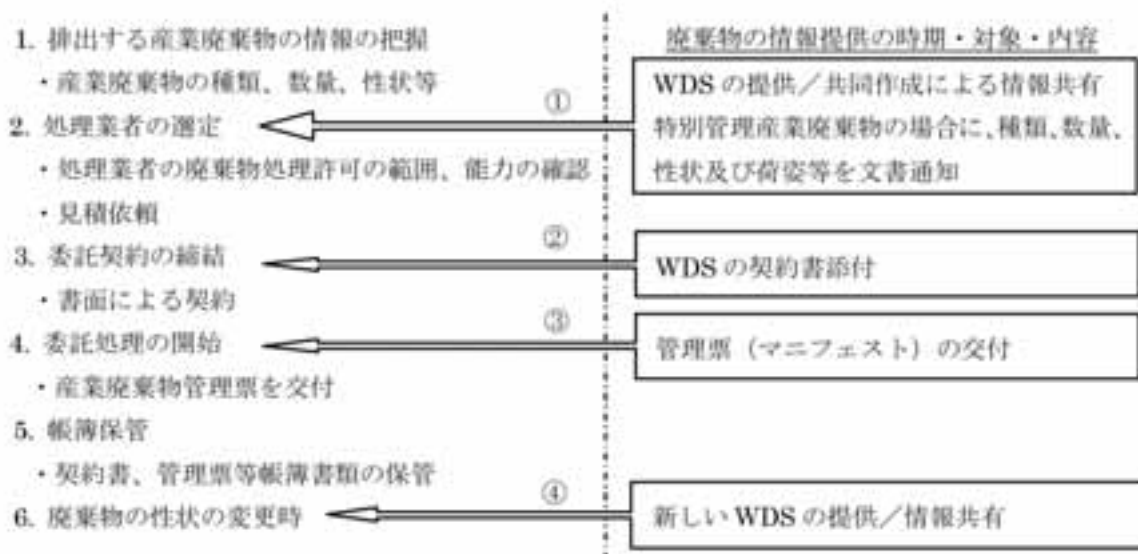 1. 排出する産業廃棄物の情報の把握
・産業廃棄物の種類、数量、性状等
2. 処理業者の選定
・処理業者の廃棄物処理許可の範囲、能力の確認
・見積依頼
3. 委託契約の締結
・書面による契約
4. 委託処理の開始
・産業廃棄物管理票を交付
5. 帳簿保管
・契約書、管理票等帳簿書類の保管
6. 廃棄物の性状の変更時
廃棄物の情報提供の時期・対象・内容
①
WDS の提供／共同作成による情報共有
特別管理産業廃棄物の場合に、種類、数量、
性状及び荷姿等を文書通知
②
WDS の契約書添付
③
管理票（マニフェスト）の交付
④
新しい WDS の提供／情報共有